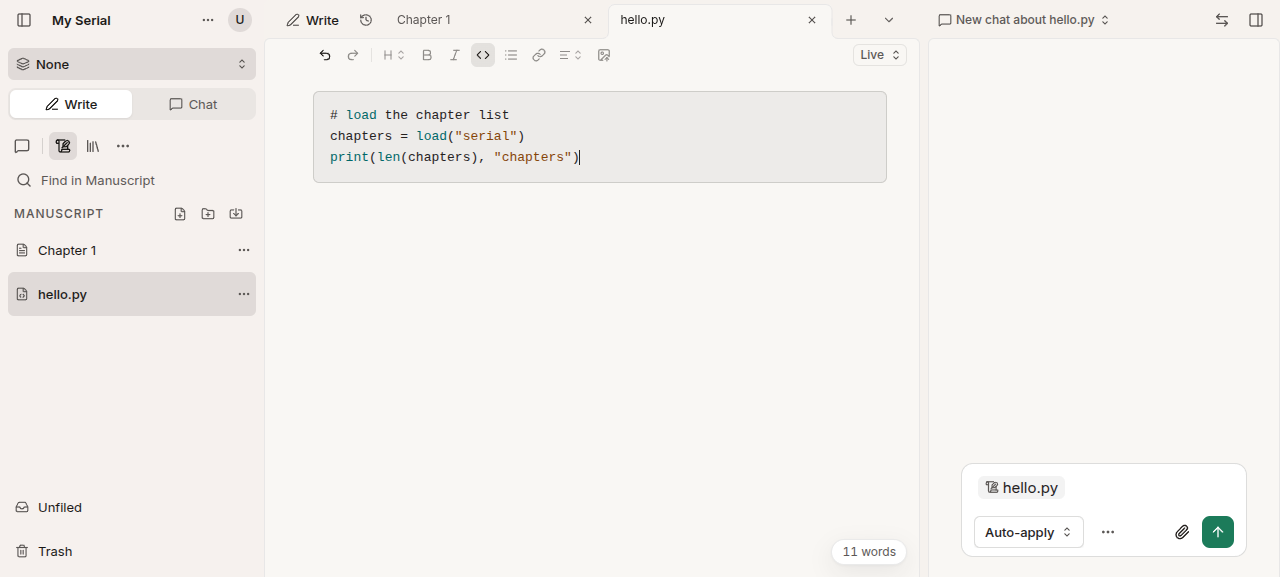 My Serial
U
None
Write
Chat
Find in Manuscript
MANUSCRIPT
Chapter 1
hello.py
Unfiled
Trash
Write
Chapter 1
hello.py
H
B
I
Live
# load the chapter list
chapters = load("serial")
print(len(chapters), "chapters")
11 words
New chat about hello.py
hello.py
Auto-apply